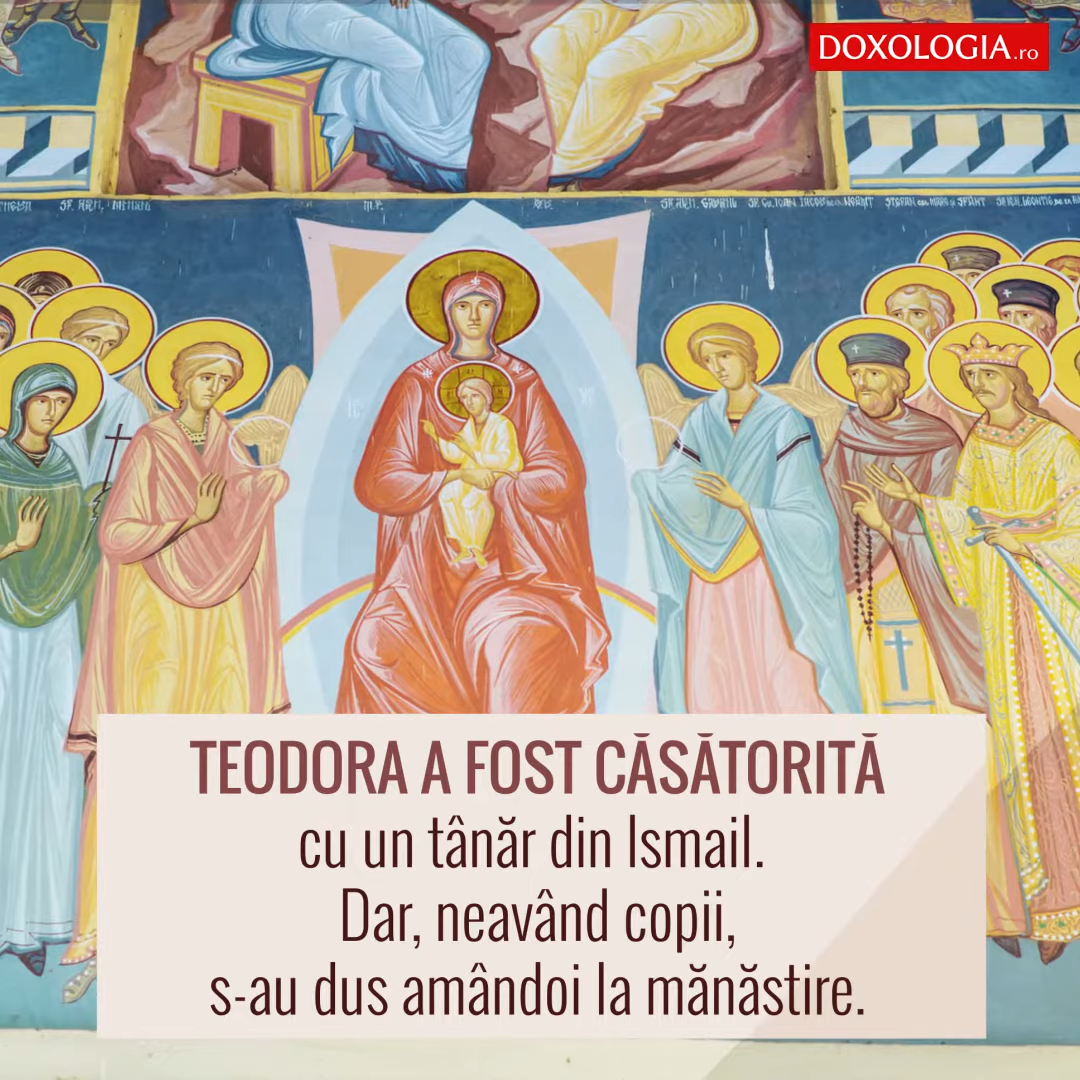 DOXOLOGIA.ro
TEODORA A FOST CĂSĂTORITĂ
cu un tânăr din Ismail.
Dar, neavând copii,
s-au dus amândoi la mănăstire.